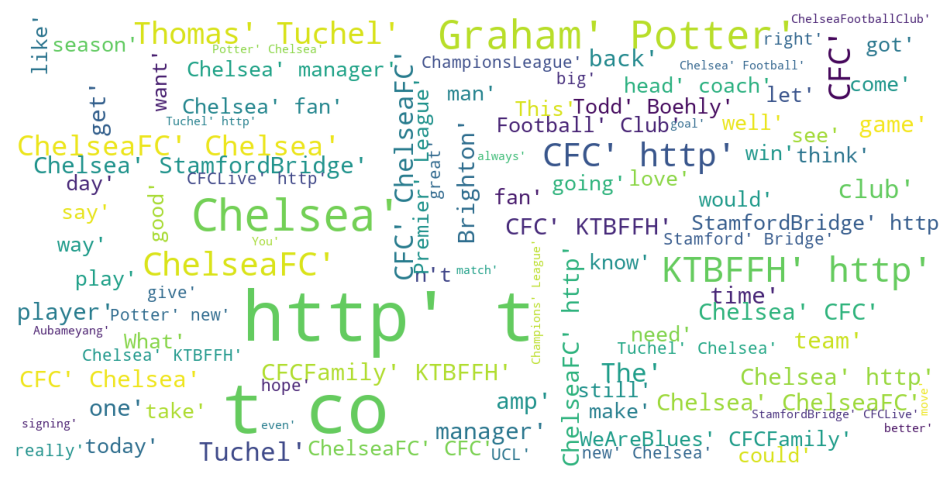 ChelseaFootballClub'
Thomas' Tuchel'
Graham' Potter'
like'
season'
Potter' Chelsea'
right'
CFC'
got'
Chelsea' manager'
ChampionsLeague'
back'
Chelsea' Football'
want'
big'
head' coach'
come'
get'
Chelsea' fan'
man'
This'
Todd' Boehly'
let'
Tuchel' http'
Football' Club'
goal'
well'
game'
ChelseaFC' Chelsea'
CFC' ChelseaFC'
Premier' League'
great'
Brighton'
see'
Chelsea' StamfordBridge'
always'
CFC' http'
win'
think'
day'
CFCLive' http'
fan'
going'
love'
club'
say'
good'
Chelsea'
would'
CFC' KTBFFH'
StamfordBridge' http
way'
You'
Stamford' Bridge'
ChelseaFC'
n't
match'
know'
KTBFFH' http'
play'
give'
Champions' League'
ChelseaFC' http'
time'
player'
Potter' new'
http' t
Chelsea' CFC'
Aubameyang'
What'
need'
team'
Chelsea' KTBFFH'
Tuchel' Chelsea'
CFC' Chelsea'
CFCFamily' KTBFFH'
The'
Chelsea' http'
hope'
still'
one'
take'
t co
amp'
make'
Chelsea' ChelseaFC'
move'
StamfordBridge' CFCLive'
signing'
even'
manager'
better'
WeAreBlues' CFCFamily'
really'
today'
Tuchel'
ChelseaFC' CFC'
UCL'
new' Chelsea'
could'